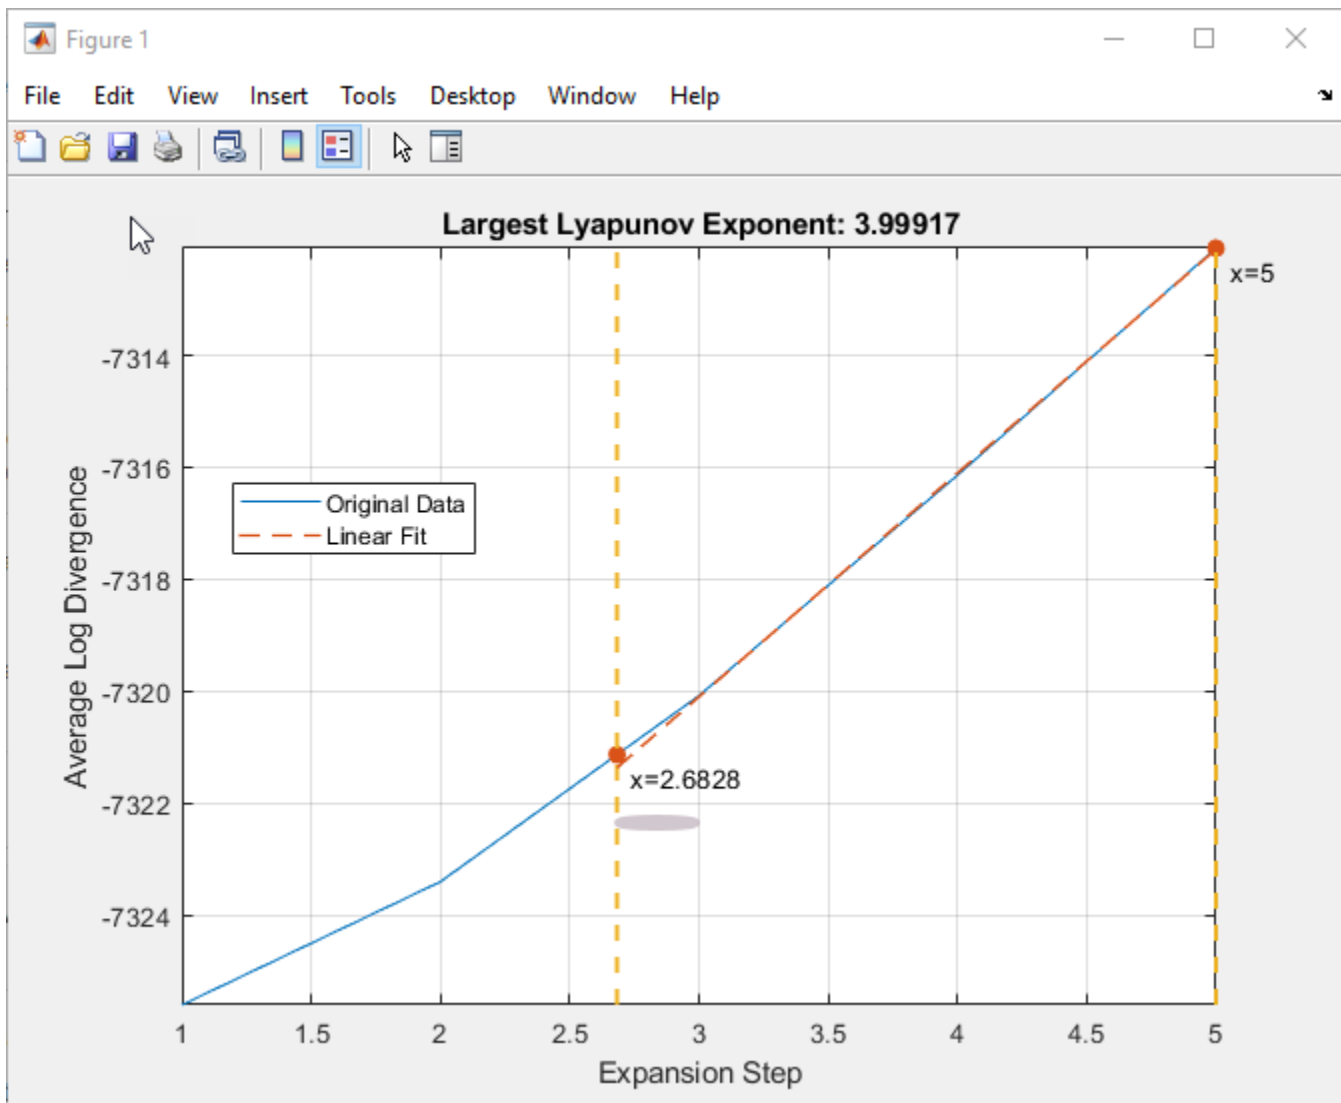 Figure 1
File Edit View Insert Tools Desktop Window Help
Largest Lyapunov Exponent: 3.99917
x=5
-7314
-7316
Original Data
Linear Fit
-7318
-7320
x=2.6828
-7322
-7324
Average Log Divergence
1 1.5 2 2.5 3 3.5 4 4.5 5
Expansion Step